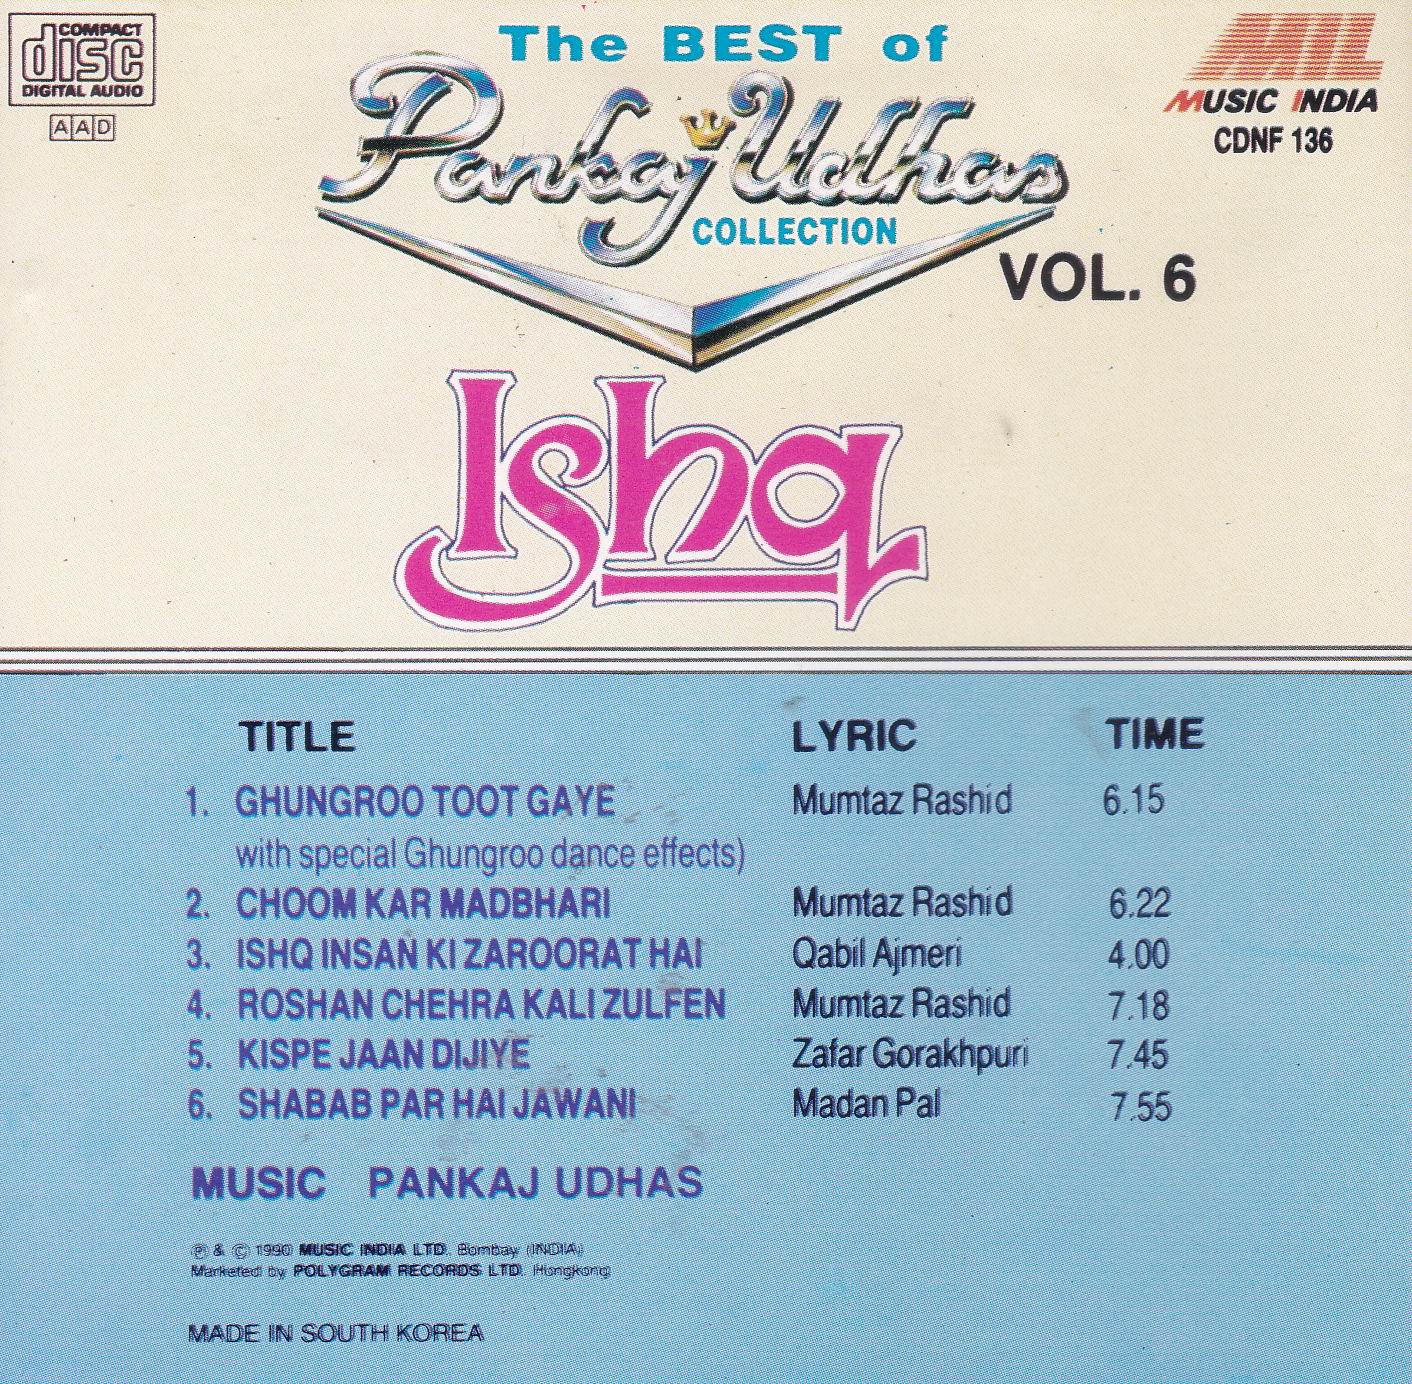 COMPACT
disc
DIGITAL AUDIO
AAD
The BEST of
Pankaj Udhas
COLLECTION
VOL. 6
MIL
MUSIC INDIA
CDNF 136
Ishq
TITLE LYRIC TIME
1. GHUNGROO TOOT GAYE Mumtaz Rashid 6.15
with special Ghungroo dance effects)
2. CHOOM KAR MADBHARI Mumtaz Rashid 6.22
3. ISHQ INSAN KI ZAROORAT HAI Qabil Ajmeri 4.00
4. ROSHAN CHEHRA KALI ZULFEN Mumtaz Rashid 7.18
5. KISPE JAAN DIJIYE Zafar Gorakhpuri 7.45
6. SHABAB PAR HAI JAWANI Madan Pal 7.55
MUSIC PANKAJ UDHAS
℗ & © 1990 MUSIC INDIA LTD. Bombay (INDIA)
Marketed by POLYGRAM RECORDS LTD. Hongkong
MADE IN SOUTH KOREA